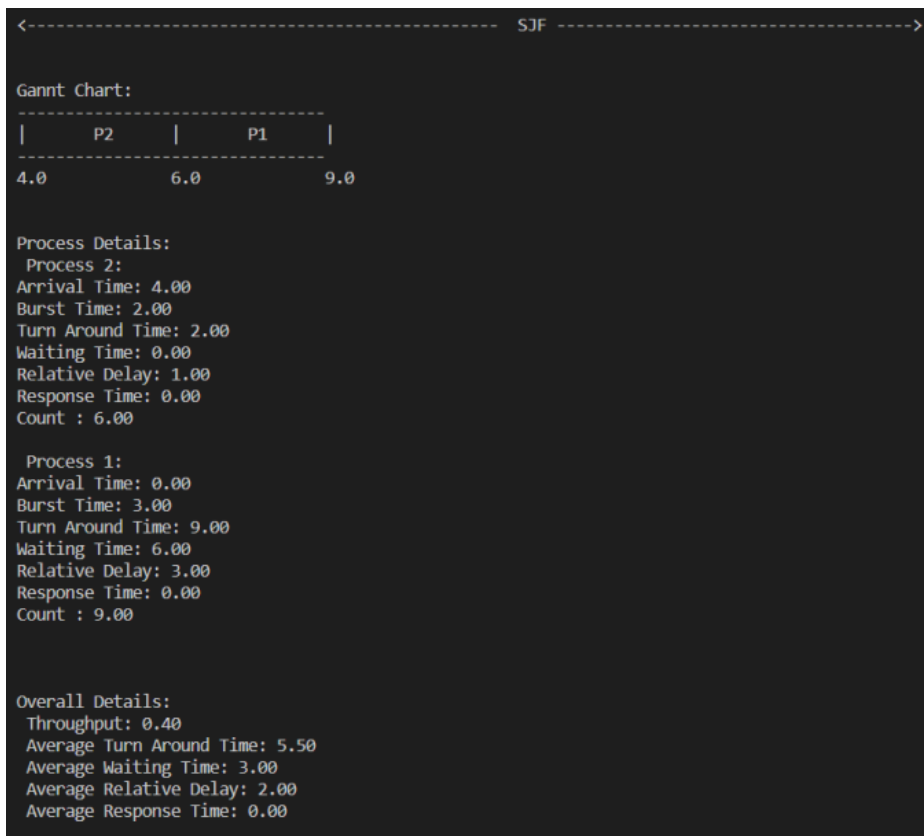 <------------------------------------------------- SJF ------------------------------------->
Gannt Chart:
--------------------------------
| P2 | P1 |
--------------------------------
4.0 6.0 9.0
Process Details:
Process 2:
Arrival Time: 4.00
Burst Time: 2.00
Turn Around Time: 2.00
Waiting Time: 0.00
Relative Delay: 1.00
Response Time: 0.00
Count : 6.00
Process 1:
Arrival Time: 0.00
Burst Time: 3.00
Turn Around Time: 9.00
Waiting Time: 6.00
Relative Delay: 3.00
Response Time: 0.00
Count : 9.00
Overall Details:
Throughput: 0.40
Average Turn Around Time: 5.50
Average Waiting Time: 3.00
Average Relative Delay: 2.00
Average Response Time: 0.00